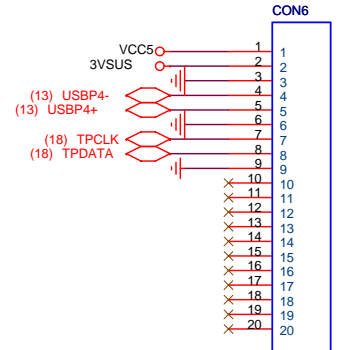 CON6
VCC5 1 1
3VSUS 2 2
3 3
(13) USBP4- 4 4
(13) USBP4+ 5 5
6 6
(18) TPCLK 7 7
(18) TPDATA 8 8
9 9
10 10
11 11
12 12
13 13
14 14
15 15
16 16
17 17
18 18
19 19
20 20